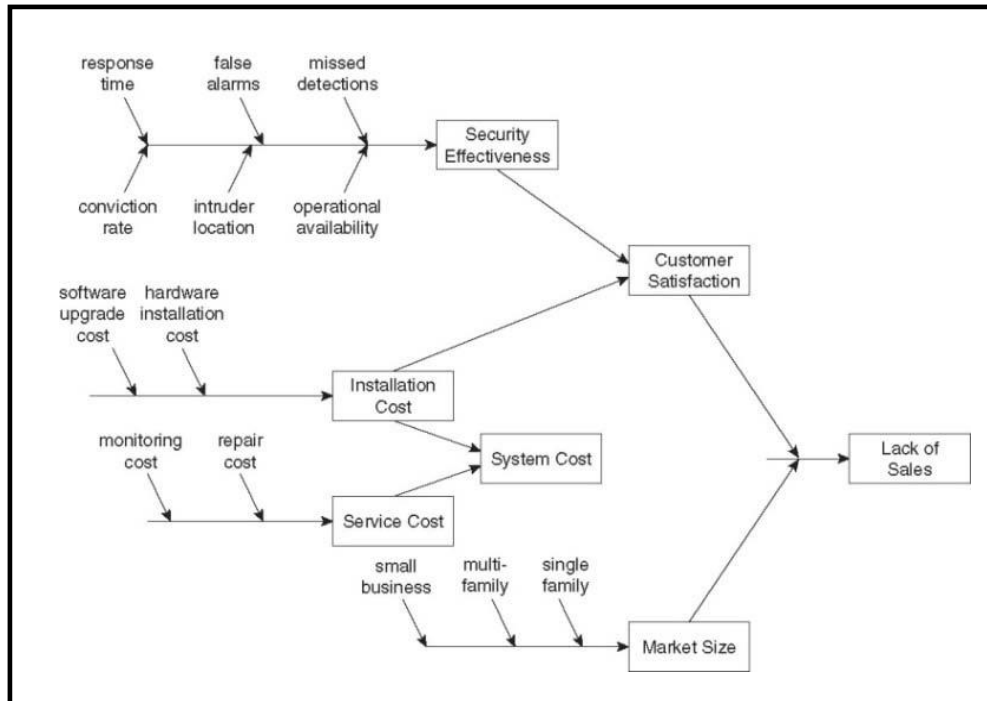 response
time
false
alarms
missed
detections
Security
Effectiveness
conviction
rate
intruder
location
operational
availability
Customer
Satisfaction
software
upgrade
cost
hardware
installation
cost
Installation
Cost
monitoring
cost
repair
cost
System Cost
Lack of
Sales
Service Cost
small
business
multi-
family
single
family
Market Size